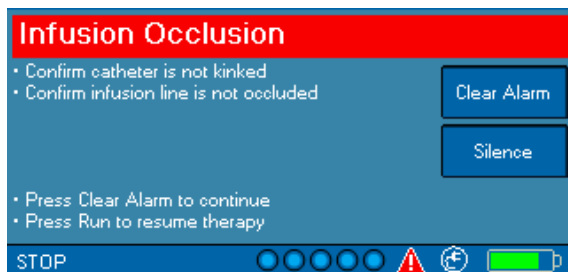 Infusion Occlusion
• Confirm catheter is not kinked
• Confirm infusion line is not occluded
Clear Alarm
Silence
• Press Clear Alarm to continue
• Press Run to resume therapy
STOP